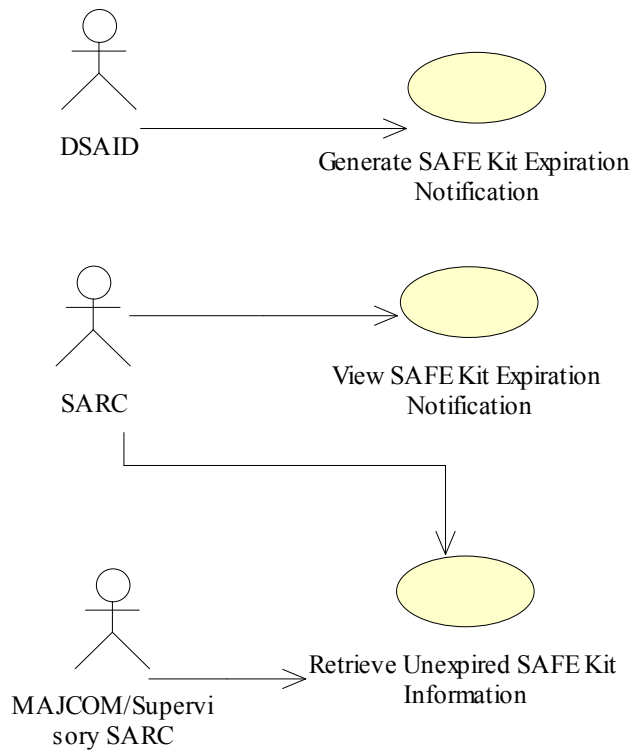 DSAID
Generate SAFE Kit Expiration
Notification
SARC
View SAFE Kit Expiration
Notification
MAJCOM/Supervi
sory SARC
Retrieve Unexpired SAFE Kit
Information